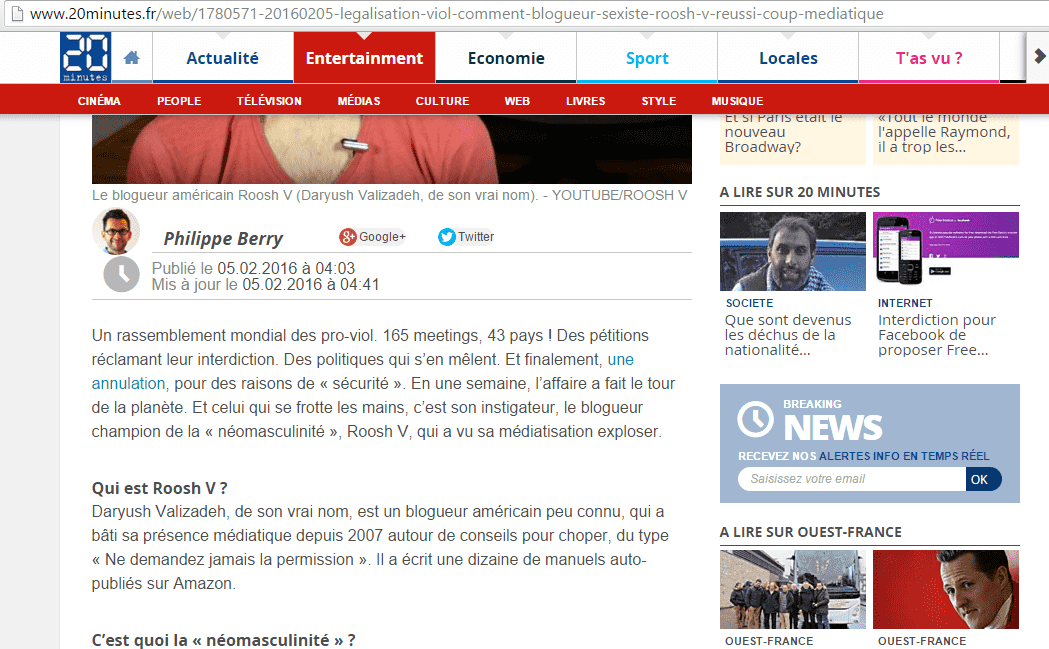 www.20minutes.fr/web/1780571-20160205-legalisation-viol-comment-blogueur-sexiste-roosh-v-reussi-coup-mediatique
20
minutes
Actualité
Entertainment
Economie
Sport
Locales
T'as vu ?
CINÉMA
PEOPLE
TÉLÉVISION
MÉDIAS
CULTURE
WEB
LIVRES
STYLE
MUSIQUE
Le blogueur américain Roosh V (Daryush Valizadeh, de son vrai nom). - YOUTUBE/ROOSH V
Philippe Berry
Google+
Twitter
Publié le 05.02.2016 à 04:03
Mis à jour le 05.02.2016 à 04:41
Un rassemblement mondial des pro-viol. 165 meetings, 43 pays ! Des pétitions
réclamant leur interdiction. Des politiques qui s'en mêlent. Et finalement, une
annulation, pour des raisons de « sécurité ». En une semaine, l'affaire a fait le tour
de la planète. Et celui qui se frotte les mains, c'est son instigateur, le blogueur
champion de la « néomasculinité », Roosh V, qui a vu sa médiatisation exploser.
Qui est Roosh V ?
Daryush Valizadeh, de son vrai nom, est un blogueur américain peu connu, qui a
bâti sa présence médiatique depuis 2007 autour de conseils pour choper, du type
« Ne demandez jamais la permission ». Il a écrit une dizaine de manuels auto-
publiés sur Amazon.
C'est quoi la « néomasculinité » ?
Et si Paris était le
nouveau
Broadway?
«Tout le monde
l'appelle Raymond,
il a trop les...
A LIRE SUR 20 MINUTES
SOCIETE
Que sont devenus
les déchus de la
nationalité...
INTERNET
Interdiction pour
Facebook de
proposer Free...
BREAKING
NEWS
RECEVEZ NOS ALERTES INFO EN TEMPS RÉEL
Saisissez votre email
OK
A LIRE SUR OUEST-FRANCE
OUEST-FRANCE
OUEST-FRANCE